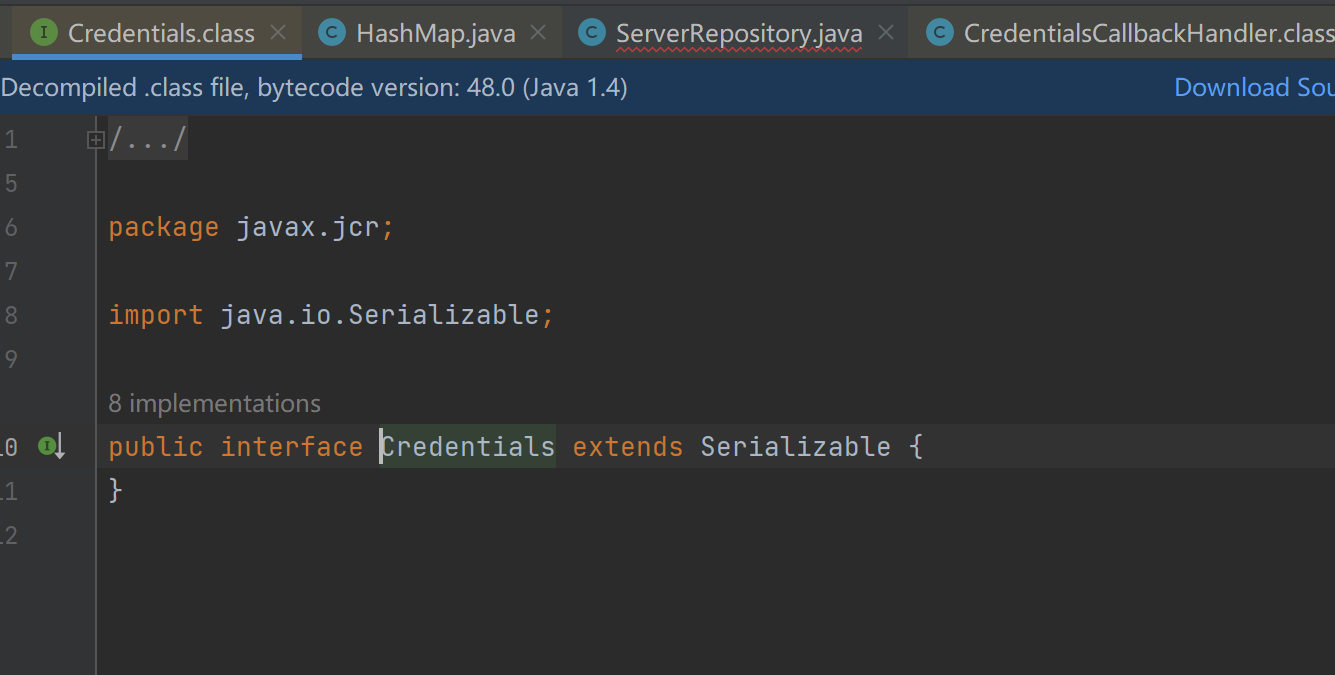 Credentials.class
HashMap.java
ServerRepository.java
CredentialsCallbackHandler.class
Decompiled .class file, bytecode version: 48.0 (Java 1.4)
Download Sou
1 /.../
5
6 package javax.jcr;
7
8 import java.io.Serializable;
9
8 implementations
10 public interface Credentials extends Serializable {
11 }
12